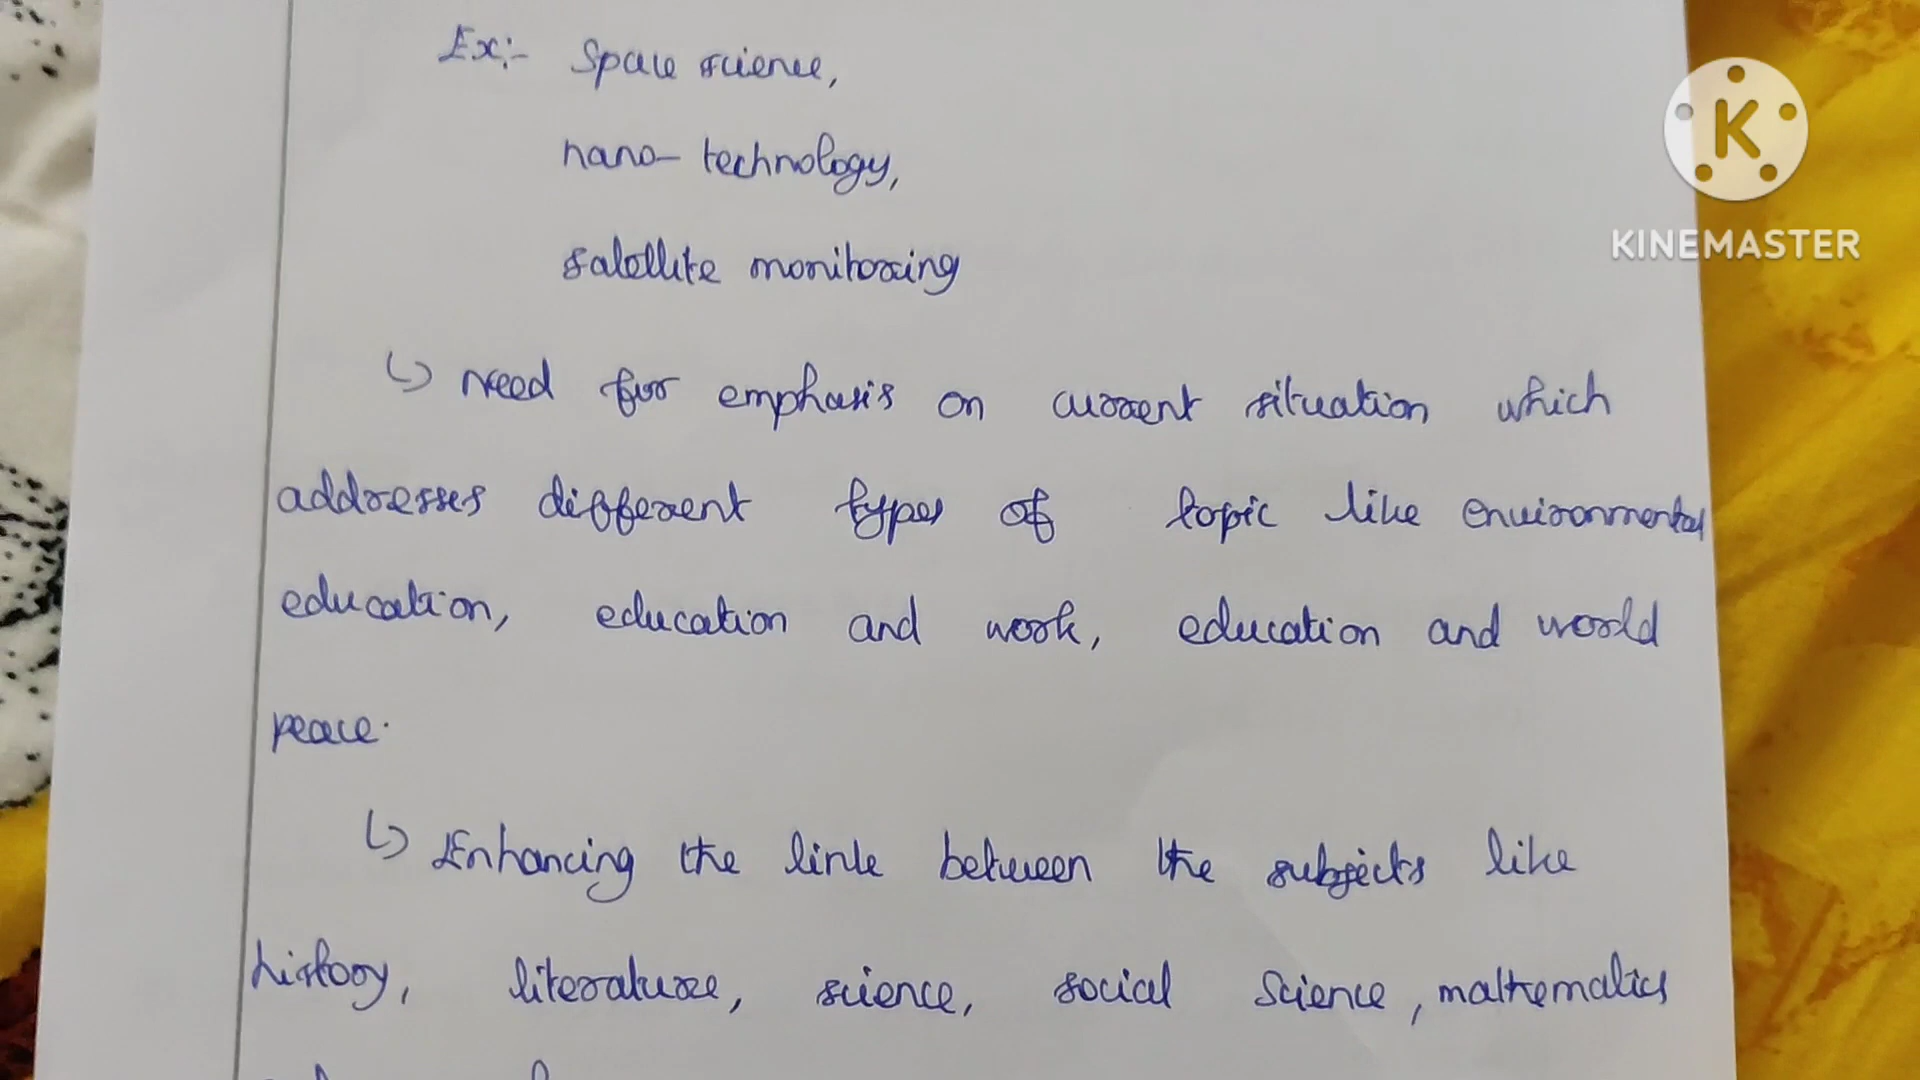 Ex:- Space science,
nano- technology,
satellite monitoring
↳ Need for emphasis on current situation which
addresses different types of topic like environmental
education, education and work, education and world
peace.
↳ Enhancing the link between the subjects like
history, literature, science, social Science, mathematics
K
KINEMASTER